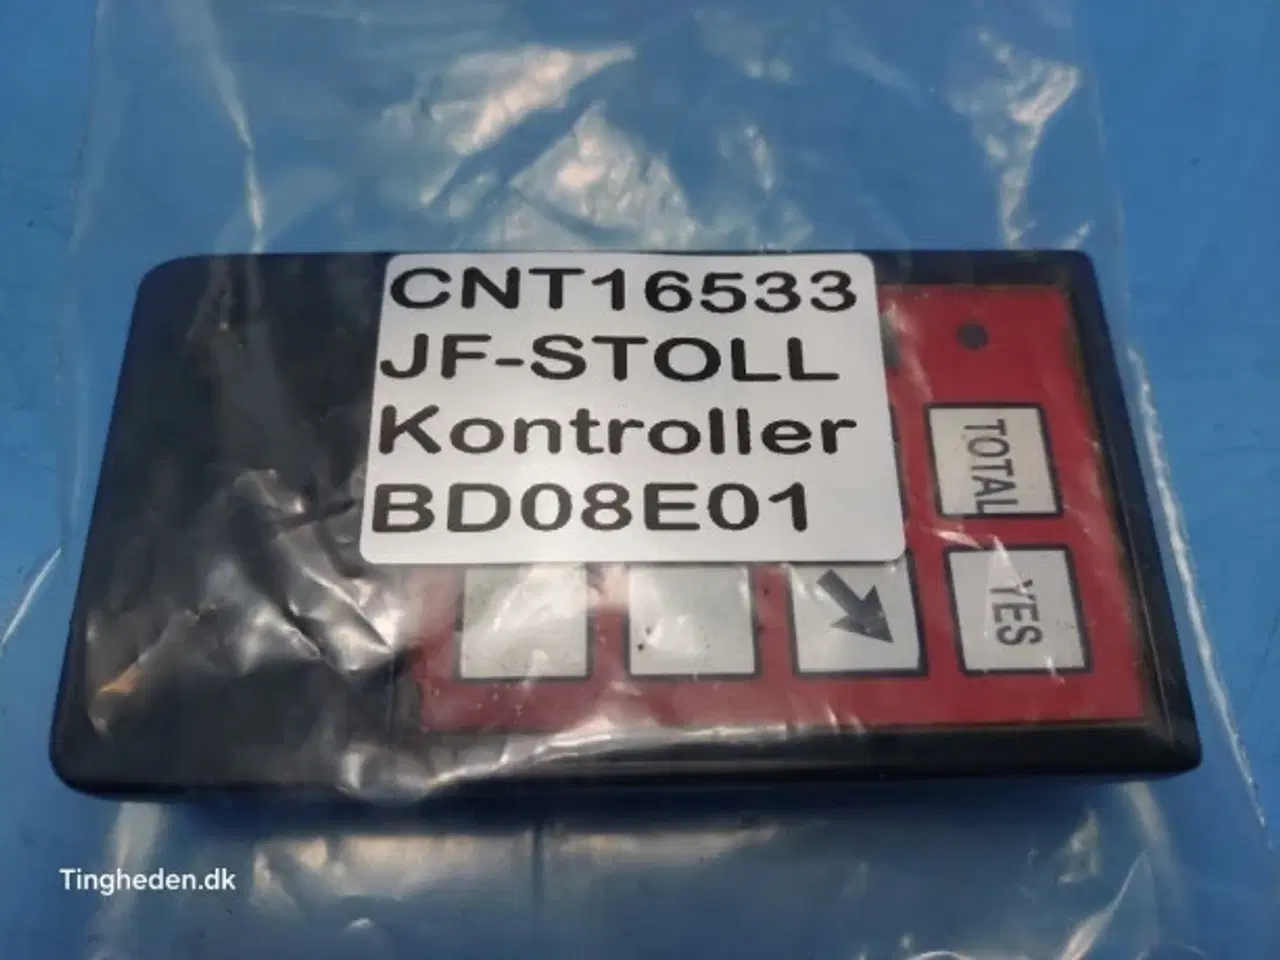 CNT16533
JF-STOLL
Kontroller
BD08E01
TOTAL
YES
Tingheden.dk